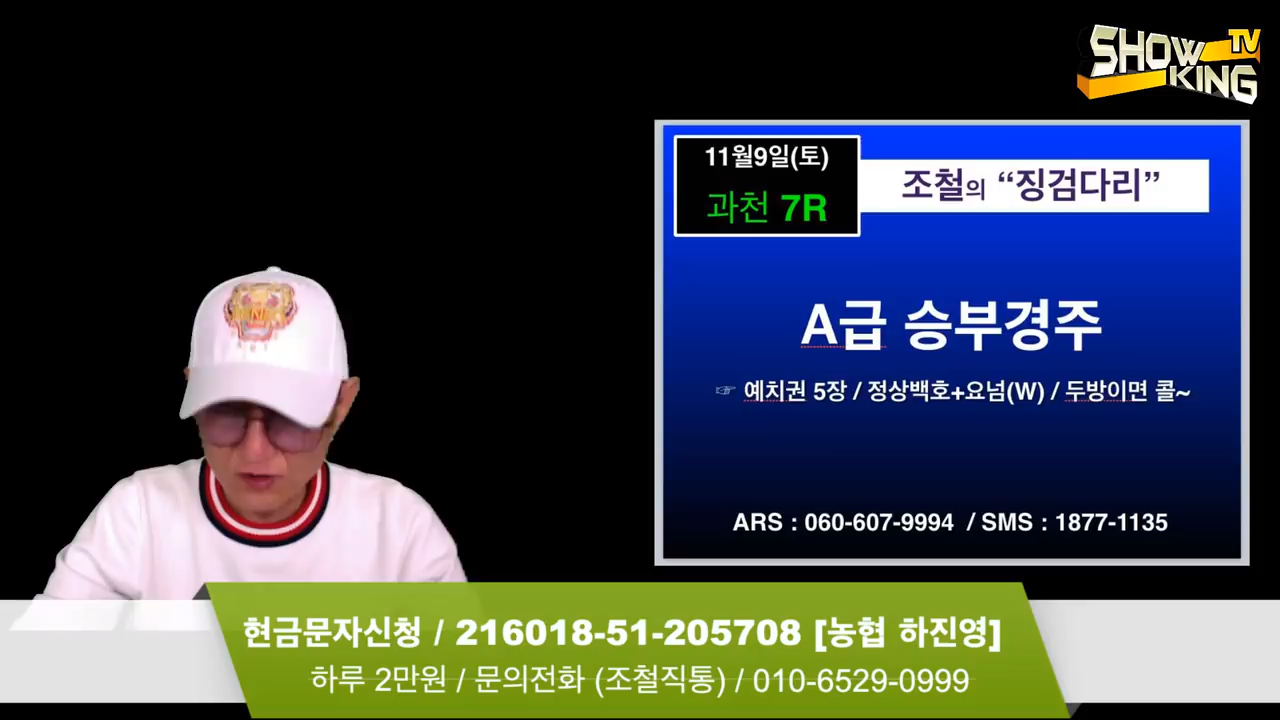 SHOW TV
KING
11월9일(토)
과천 7R
조철의 “징검다리”
A급 승부경주
☞ 예치권 5장 / 정상백호+요넘(W) / 두방이면 콜~
ARS : 060-607-9994 / SMS : 1877-1135
현금문자신청 / 216018-51-205708 [농협 하진영]
하루 2만원 / 문의전화 (조철직통) / 010-6529-0999